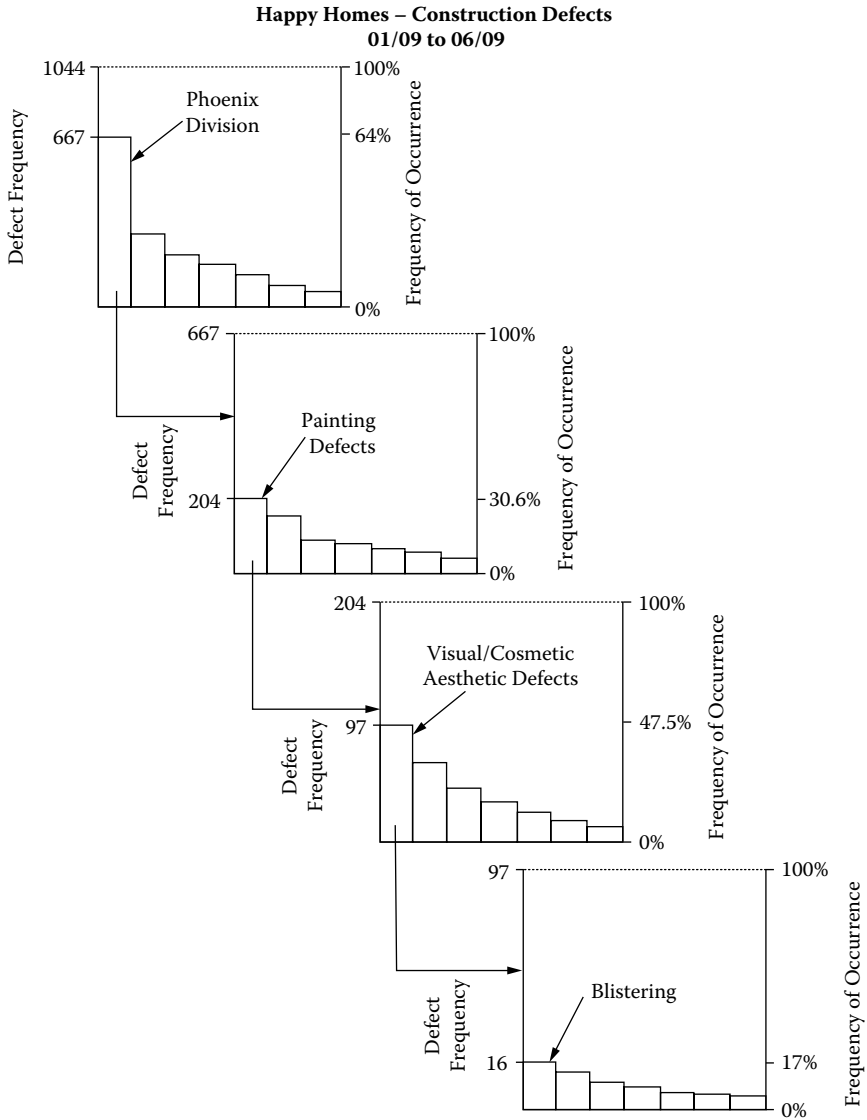 Happy Homes – Construction Defects
01/09 to 06/09
1044
100%
Phoenix
Division
667
64%
Defect Frequency
Frequency of Occurrence
0%
667
100%
Painting
Defects
Defect
Frequency
204
30.6%
Frequency of Occurrence
0%
204
100%
Visual/Cosmetic
Aesthetic Defects
97
47.5%
Defect
Frequency
Frequency of Occurrence
0%
97
100%
Blistering
Defect
Frequency
16
17%
Frequency of Occurrence
0%